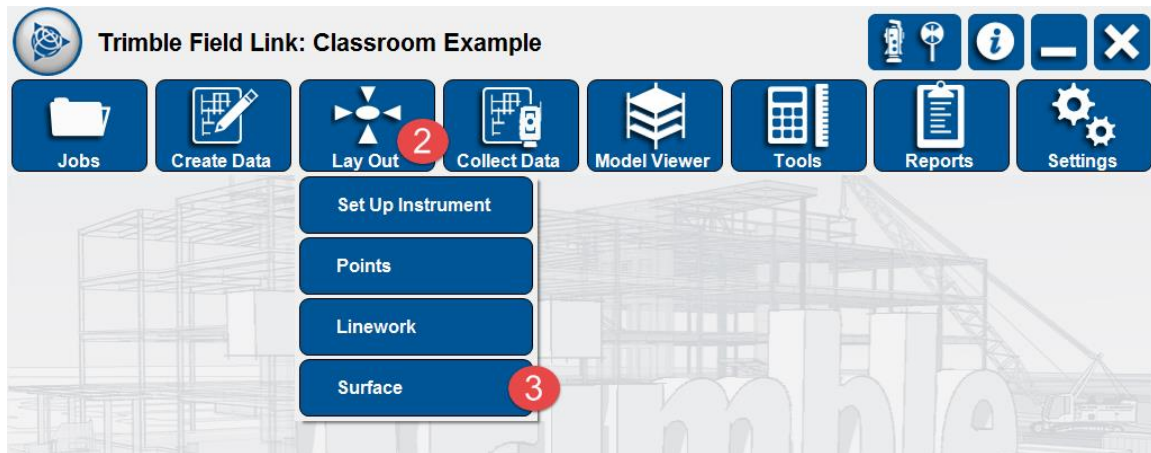 Trimble Field Link: Classroom Example
Jobs
Create Data
Lay Out
2
Collect Data
Model Viewer
Tools
Reports
Settings
Set Up Instrument
Points
Linework
Surface
3
Trimble